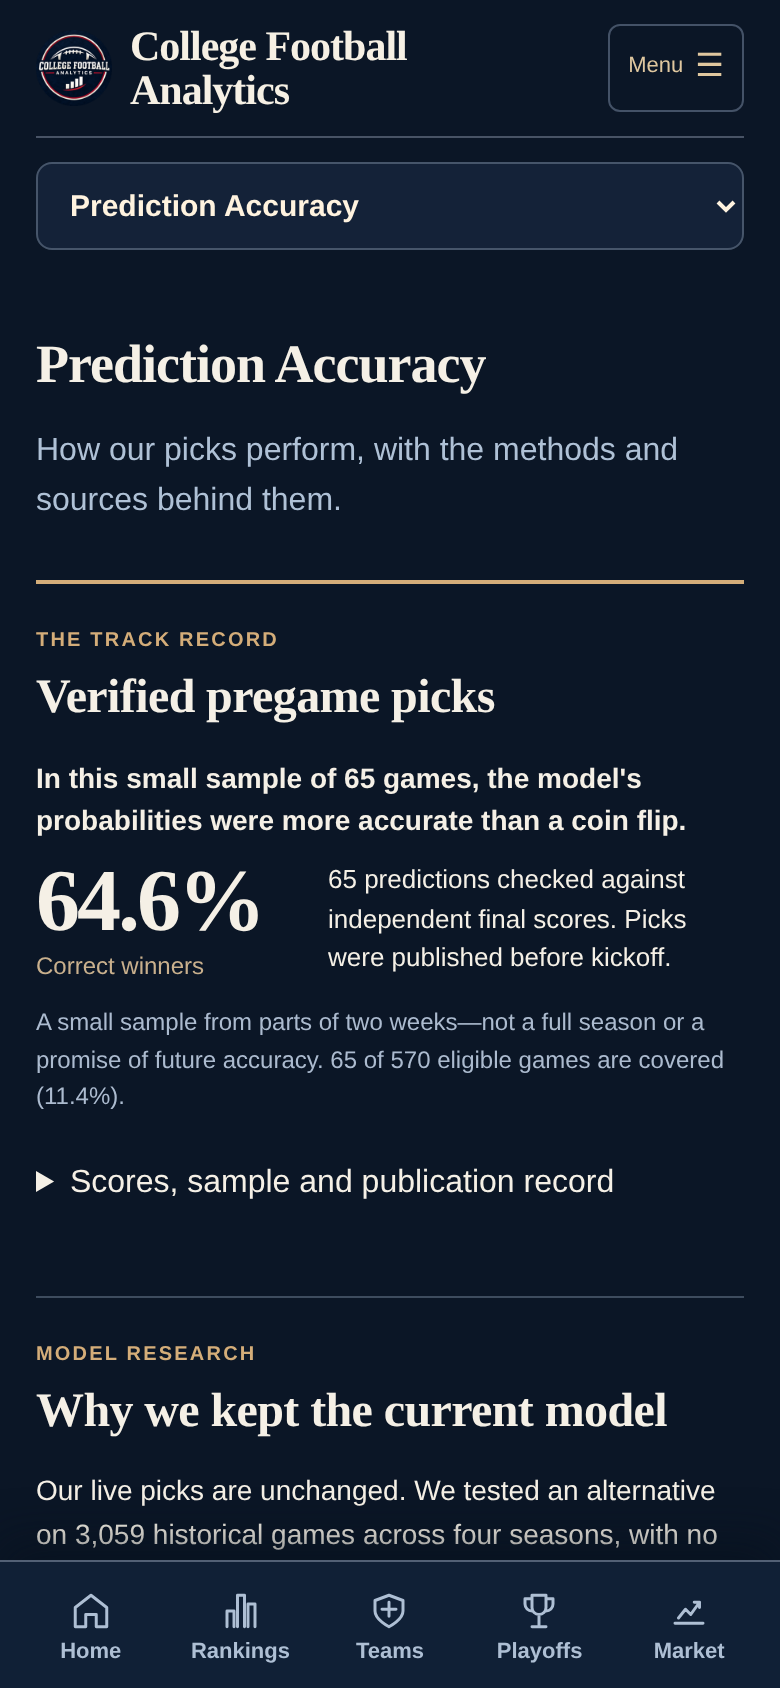 COLLEGE FOOTBALL
ANALYTICS
College Football
Analytics
Menu
Prediction Accuracy
Prediction Accuracy
How our picks perform, with the methods and
sources behind them.
THE TRACK RECORD
Verified pregame picks
In this small sample of 65 games, the model's
probabilities were more accurate than a coin flip.
64.6%
Correct winners
65 predictions checked against
independent final scores. Picks
were published before kickoff.
A small sample from parts of two weeks—not a full season or a
promise of future accuracy. 65 of 570 eligible games are covered
(11.4%).
Scores, sample and publication record
MODEL RESEARCH
Why we kept the current model
Our live picks are unchanged. We tested an alternative
on 3,059 historical games across four seasons, with no
Home
Rankings
Teams
Playoffs
Market